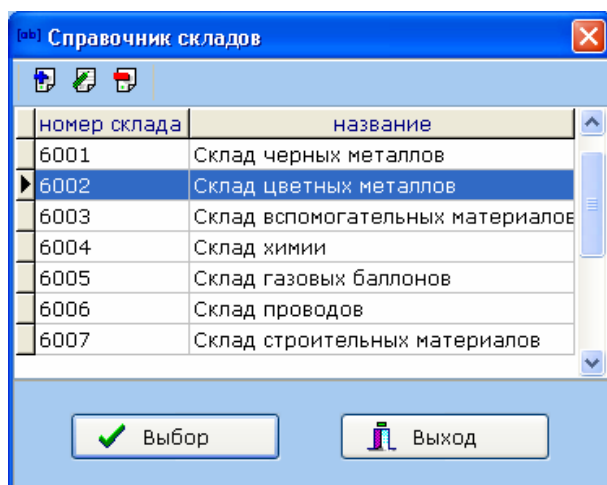 [ab] Справочник складов
номер склада название
6001 Склад черных металлов
6002 Склад цветных металлов
6003 Склад вспомогательных материалов
6004 Склад химии
6005 Склад газовых баллонов
6006 Склад проводов
6007 Склад строительных материалов
Выбор Выход